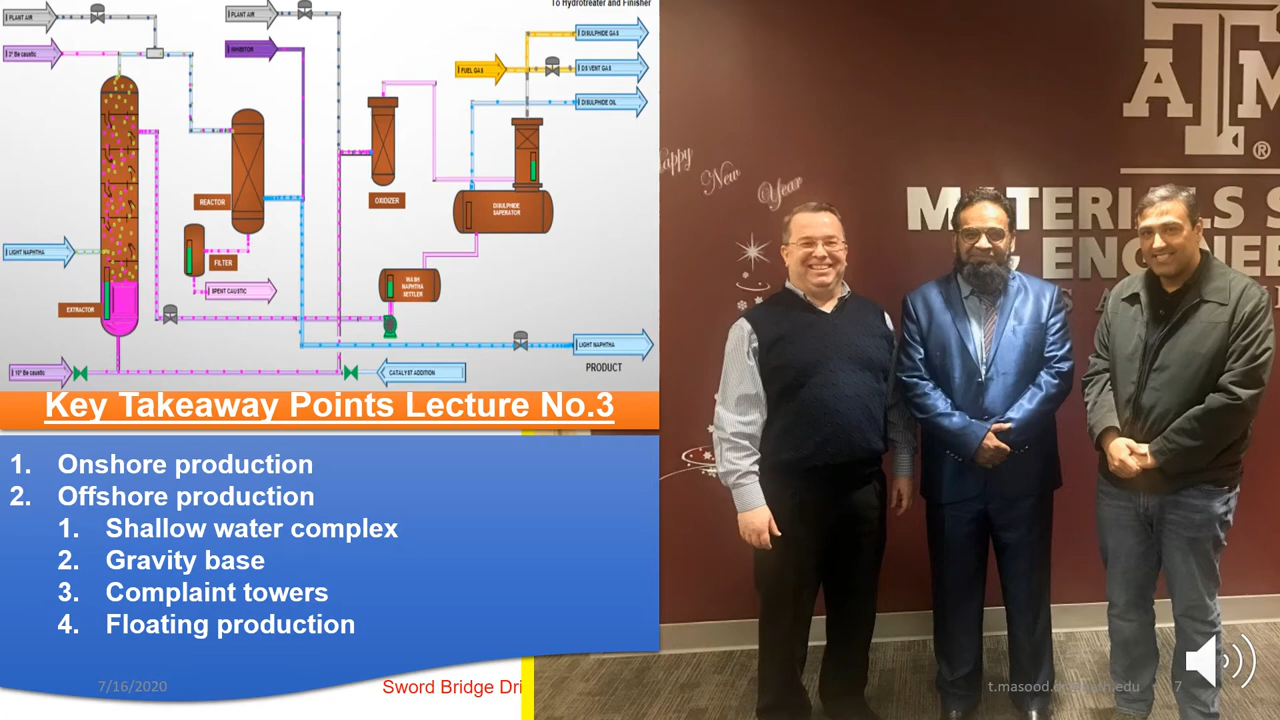 To Hydrotreater and Finisher
PLANT AIR
PLANT AIR
DISULPHIDE GAS
2° Be caustic
INHIBITOR
FUEL GAS
DS VENT GAS
DISULPHIDE OIL
REACTOR
OXIDIZER
DISULPHIDE
SAPERATOR
LIGHT NAPHTHA
FILTER
WASH
NAPHTHA
SETTLER
SPENT CAUSTIC
EXTRACTOR
LIGHT NAPHTHA
PRODUCT
10° Be caustic
CATALYST ADDITION
Key Takeaway Points Lecture No.3
1. Onshore production
2. Offshore production
1. Shallow water complex
2. Gravity base
3. Complaint towers
4. Floating production
7/16/2020
Sword Bridge Dri
A T M
®
MATERIALS S
& ENGINEE
Happy
New
Year
7